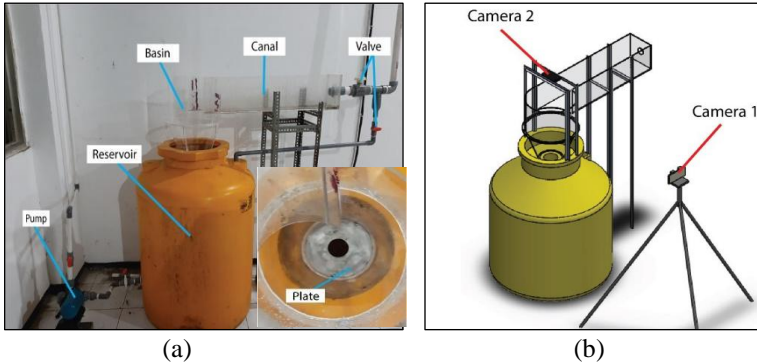 Basin
Canal
Valve
Reservoir
Pump
Plate
(a)
Camera 2
Camera 1
(b)